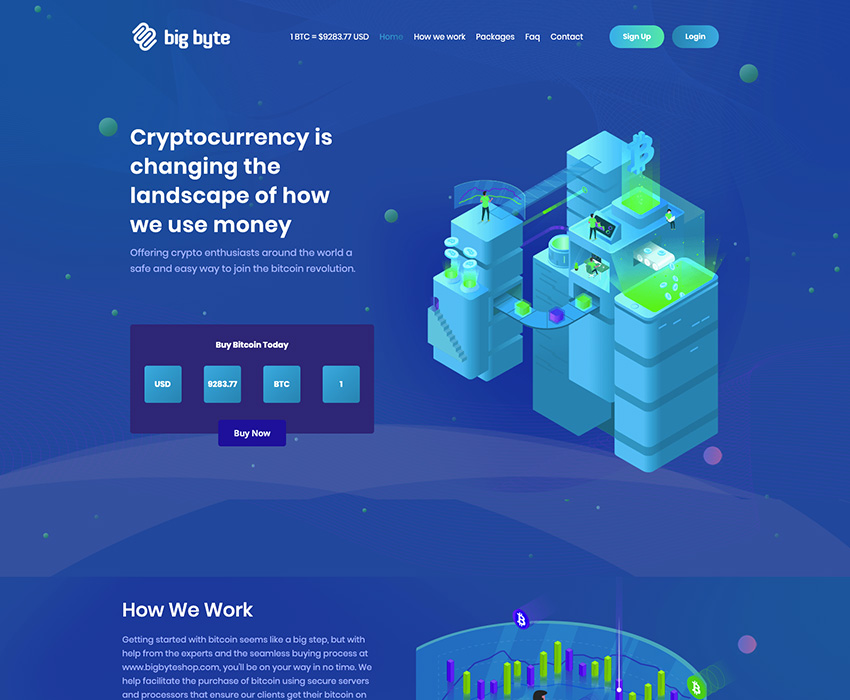 big byte
1 BTC = $9283.77 USD Home How we work Packages Faq Contact Sign Up Login
Cryptocurrency is
changing the
landscape of how
we use money
Offering crypto enthusiasts around the world a
safe and easy way to join the bitcoin revolution.
Buy Bitcoin Today
USD 9283.77 BTC 1
Buy Now
How We Work
Getting started with bitcoin seems like a big step, but with
help from the experts and the seamless buying process at
www.bigbyteshop.com, you'll be on your way in no time. We
help facilitate the purchase of bitcoin using secure servers
and processors that ensure our clients get their bitcoin on